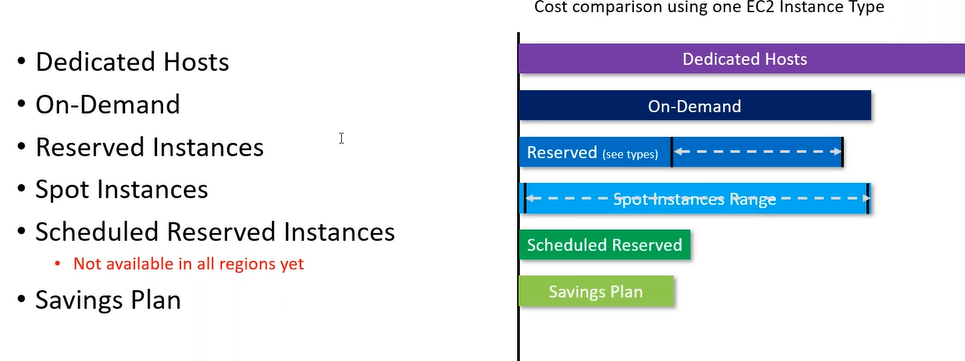 Cost comparison using one EC2 Instance Type
• Dedicated Hosts
• On-Demand
• Reserved Instances
• Spot Instances
• Scheduled Reserved Instances
• Not available in all regions yet
• Savings Plan
Dedicated Hosts
On-Demand
Reserved (see types)
Spot Instances Range
Scheduled Reserved
Savings Plan